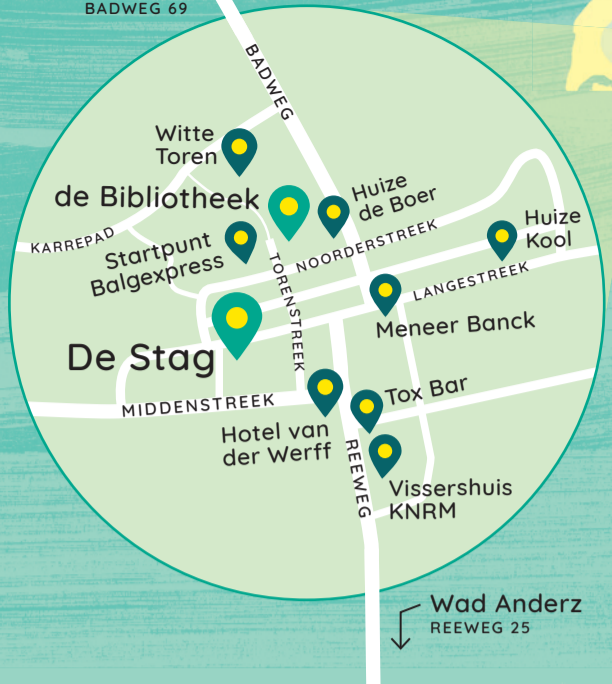 BADWEG 69
BADWEG
Witte
Toren
de Bibliotheek
Huize
de Boer
KARREPAD
Startpunt
Balgexpress
NOORDERSTREEK
Huize
Kool
TORENSTREEK
LANGESTREEK
Meneer Banck
De Stag
MIDDENSTREEK
Tox Bar
Hotel van
der Werff
REEWEG
Vissershuis
KNRM
Wad Anderz
REEWEG 25